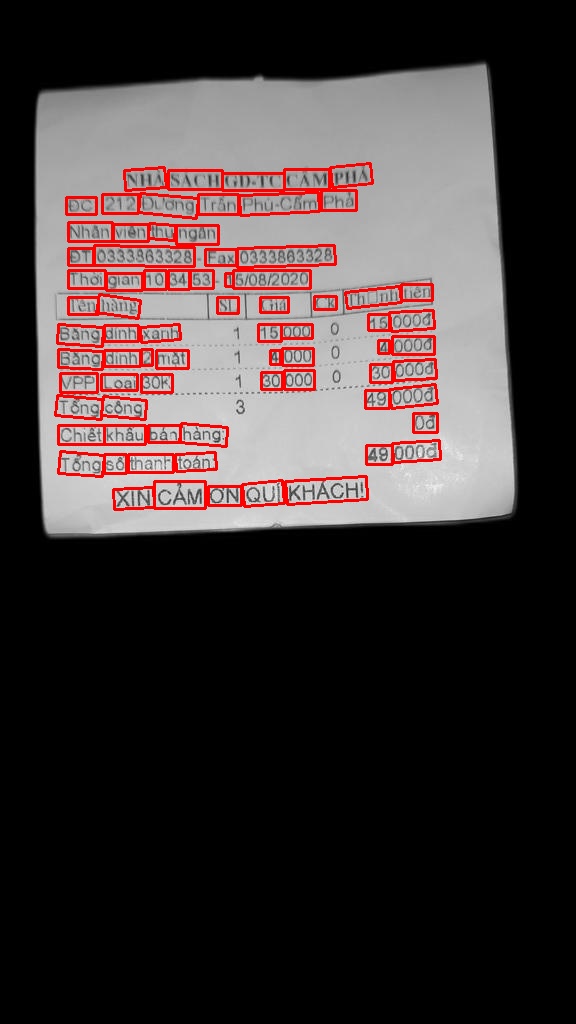 NHÀ SÁCH GD-TC CẨM PHẢ
ĐC 212 Đường Trần Phú-Cẩm Phả
Nhân viên thu ngân
ĐT 0333863328 - Fax 0333863328
Thời gian 10 34 53 - 15/08/2020
Tên hàng SL Giá Ck Thành tiền
Băng dính xanh 1 15 000 0 15 000đ
Băng dính 2 mặt 1 4 000 0 4 000đ
VPP Loại 30K 1 30 000 0 30 000đ
Tổng cộng 3 49 000đ
Chiết khấu bán hàng: 0đ
Tổng số thanh toán: 49 000đ
XIN CẢM ƠN QUÍ KHÁCH!